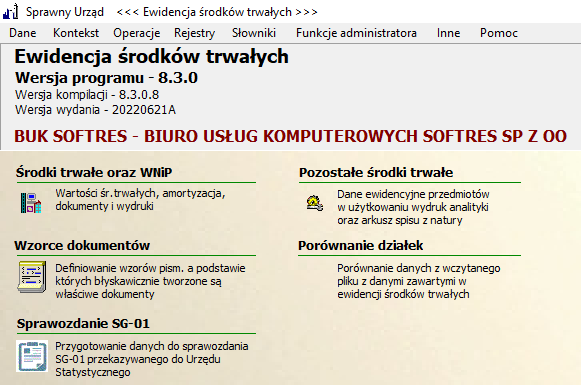 Sprawny Urząd <<< Ewidencja środków trwałych >>>
Dane Kontekst Operacje Rejestry Słowniki Funkcje administratora Inne Pomoc
Ewidencja środków trwałych
Wersja programu - 8.3.0
Wersja kompilacji - 8.3.0.8
Wersja wydania - 20220621A
BUK SOFTRES - BIURO USŁUG KOMPUTEROWYCH SOFTRES SP Z OO
Środki trwałe oraz WNiP
Wartości śr.trwałych, amortyzacja,
dokumenty i wydruki
Pozostałe środki trwałe
Dane ewidencyjne przedmiotów
w użytkowaniu wydruk analityki
oraz arkusz spisu z natury
Wzorce dokumentów
Definiowanie wzorów pism. a podstawie
których błyskawicznie tworzone są
właściwe dokumenty
Porównanie działek
Porównanie danych z wczytanego
pliku z danymi zawartymi w
ewidencji środków trwałych
Sprawozdanie SG-01
Przygotowanie danych do sprawozdania
SG-01 przekazywanego do Urzędu
Statystycznego